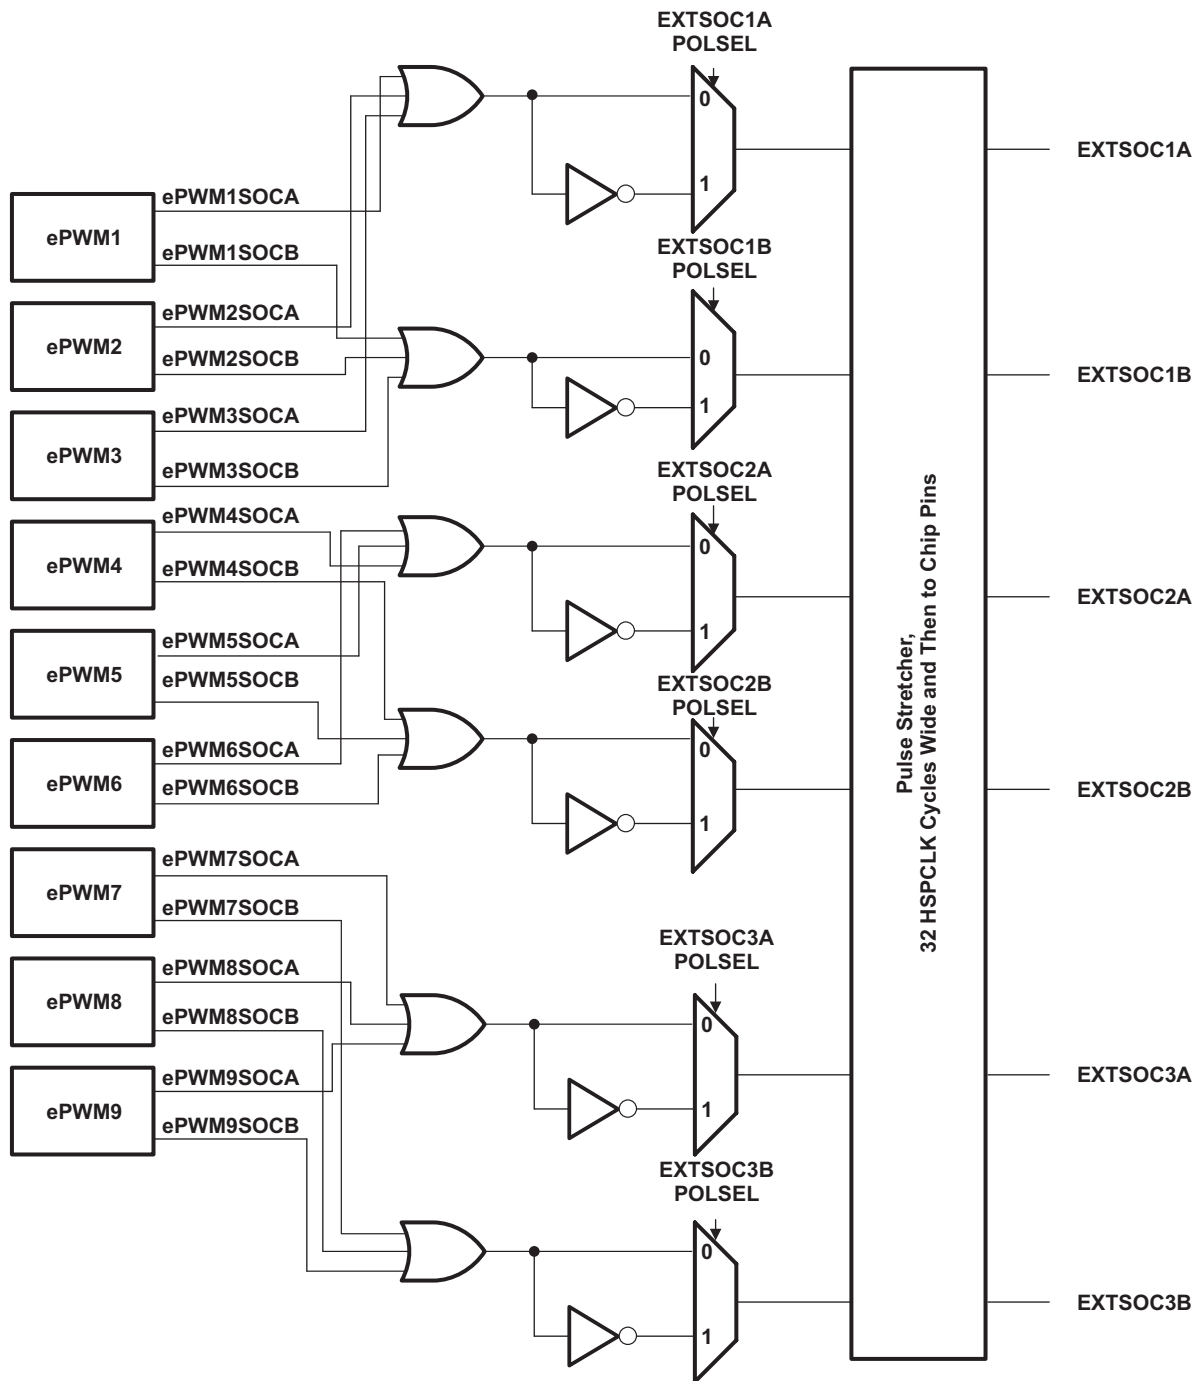 EXTSOC1A
POLSEL
0
1
EXTSOC1A
ePWM1
ePWM1SOCA
ePWM1SOCB
EXTSOC1B
POLSEL
0
1
EXTSOC1B
ePWM2
ePWM2SOCA
ePWM2SOCB
ePWM3
ePWM3SOCA
ePWM3SOCB
EXTSOC2A
POLSEL
0
1
EXTSOC2A
ePWM4
ePWM4SOCA
ePWM4SOCB
ePWM5
ePWM5SOCA
ePWM5SOCB
EXTSOC2B
POLSEL
0
1
EXTSOC2B
ePWM6
ePWM6SOCA
ePWM6SOCB
Pulse Stretcher,
32 HSPCLK Cycles Wide and Then to Chip Pins
ePWM7
ePWM7SOCA
ePWM7SOCB
EXTSOC3A
POLSEL
0
1
EXTSOC3A
ePWM8
ePWM8SOCA
ePWM8SOCB
ePWM9
ePWM9SOCA
ePWM9SOCB
EXTSOC3B
POLSEL
0
1
EXTSOC3B